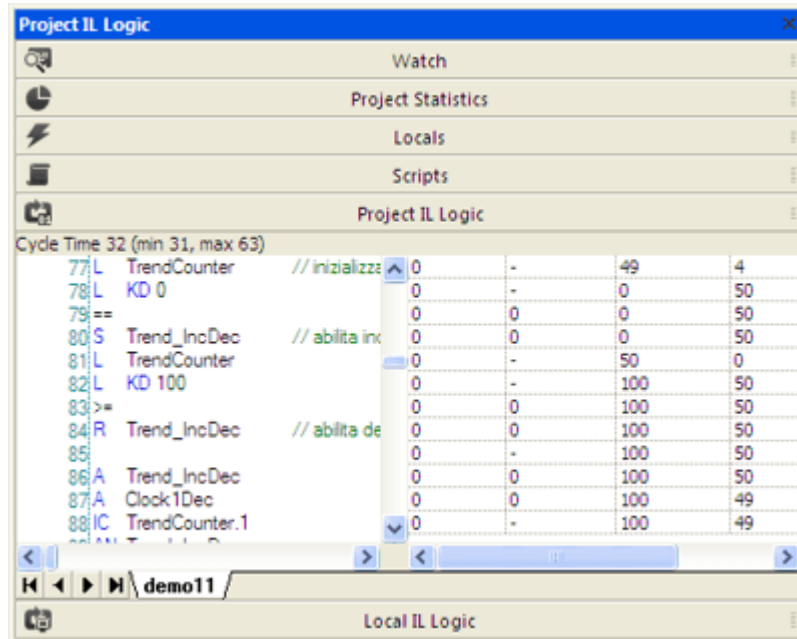 Project IL Logic
Watch
Project Statistics
Locals
Scripts
Project IL Logic
Cycle Time 32 (min 31, max 63)
77 L TrendCounter // inizializza 0 - 49 4
78 L KD 0 0 - 0 50
79 == 0 0 0 50
80 S Trend_IncDec // abilita inc 0 0 0 50
81 L TrendCounter 0 - 50 0
82 L KD 100 0 - 100 50
83 >= 0 0 100 50
84 R Trend_IncDec // abilita de 0 0 100 50
85 0 - 100 50
86 A Trend_IncDec 0 0 100 50
87 A Clock1Dec 0 0 100 49
88 IC TrendCounter.1 0 - 100 49
demo11
Local IL Logic